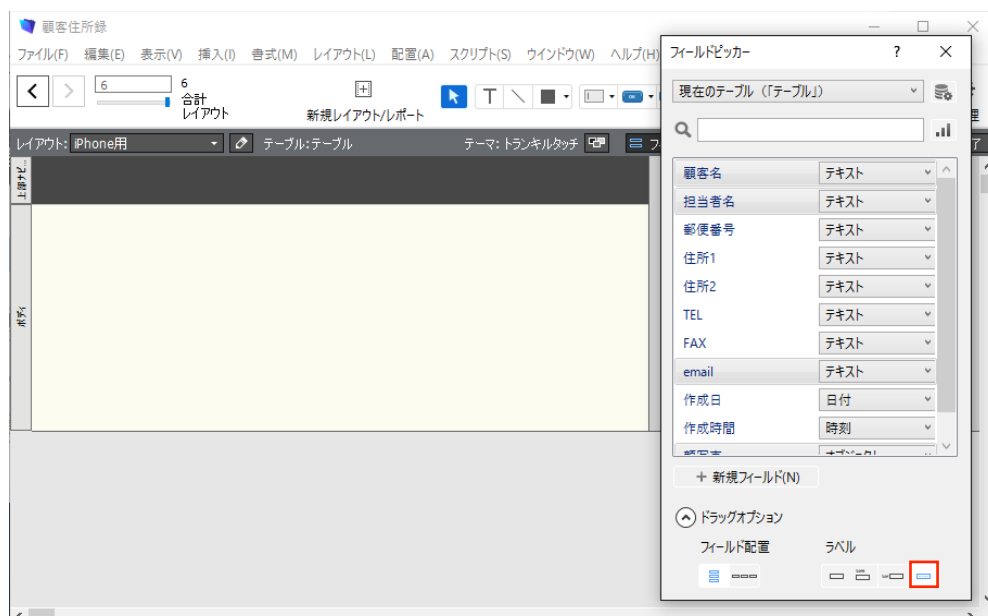 顧客住所録
ファイル(F) 編集(E) 表示(V) 挿入(I) 書式(M) レイアウト(L) 配置(A) スクリプト(S) ウインドウ(W) ヘルプ(H)
6
6
合計
レイアウト
新規レイアウト/レポート
レイアウト: iPhone用
テーブル:テーブル
テーマ: トランキルタッチ
上部ナビ...
ボディ
フィールドピッカー
?
現在のテーブル（「テーブル」）
顧客名 テキスト
担当者名 テキスト
郵便番号 テキスト
住所1 テキスト
住所2 テキスト
TEL テキスト
FAX テキスト
email テキスト
作成日 日付
作成時間 時刻
+ 新規フィールド(N)
ドラッグオプション
フィールド配置 ラベル